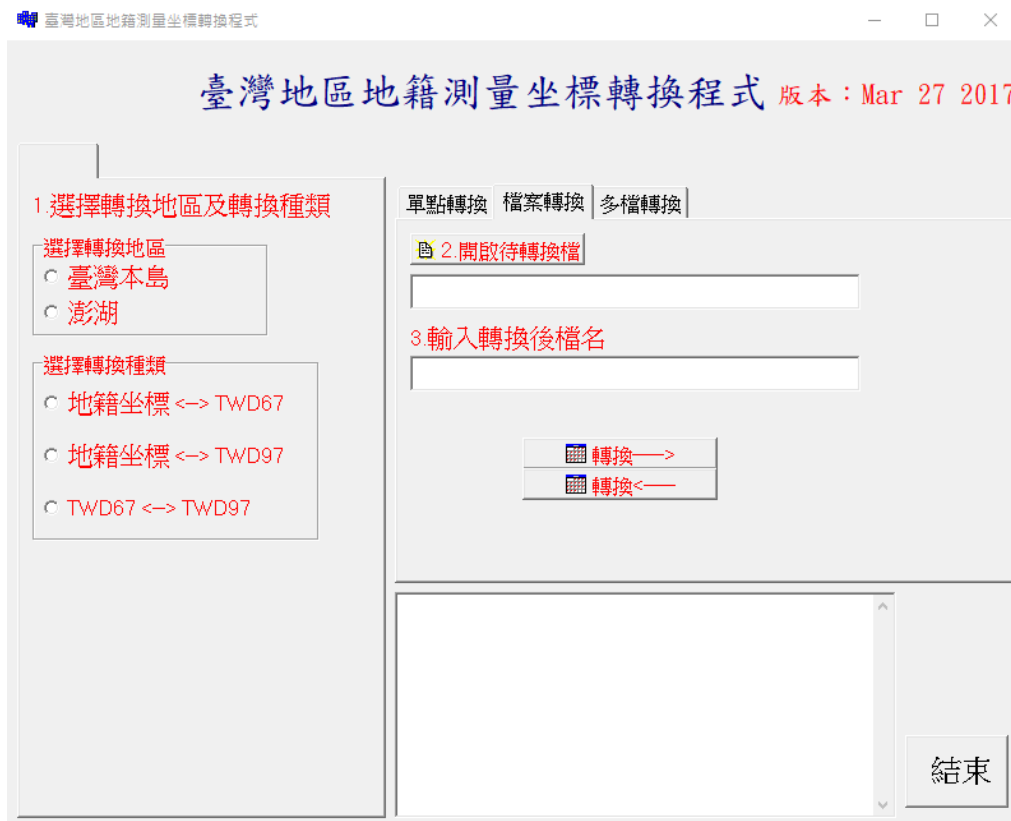 臺灣地區地籍測量坐標轉換程式
臺灣地區地籍測量坐標轉換程式 版本：Mar 27 2017
1.選擇轉換地區及轉換種類
選擇轉換地區
臺灣本島
澎湖
選擇轉換種類
地籍坐標 <--> TWD67
地籍坐標 <--> TWD97
TWD67 <--> TWD97
單點轉換 檔案轉換 多檔轉換
2.開啟待轉換檔
3.輸入轉換後檔名
轉換--->
轉換<---
結束